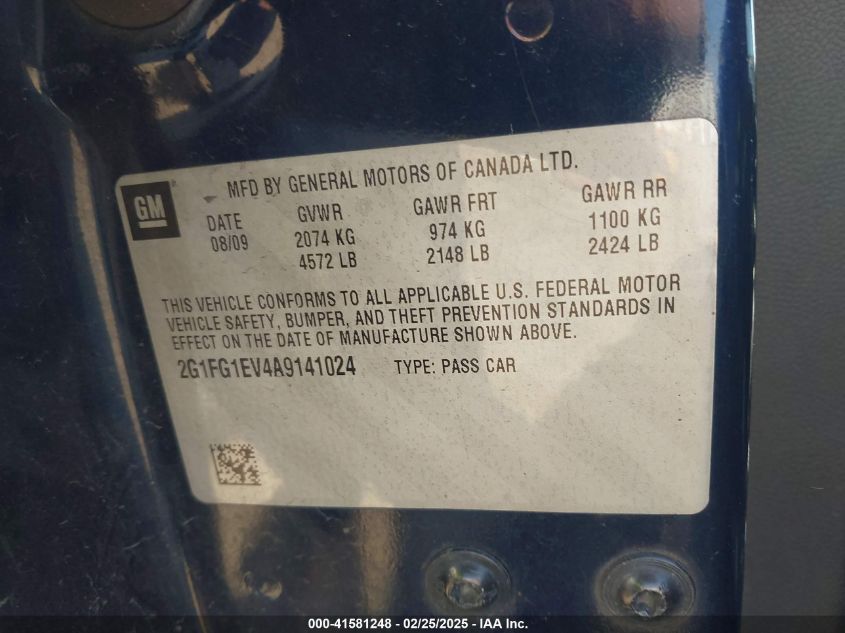 MFD BY GENERAL MOTORS OF CANADA LTD.
GM
DATE GVWR GAWR FRT GAWR RR
08/09 2074 KG 974 KG 1100 KG
4572 LB 2148 LB 2424 LB
THIS VEHICLE CONFORMS TO ALL APPLICABLE U.S. FEDERAL MOTOR
VEHICLE SAFETY, BUMPER, AND THEFT PREVENTION STANDARDS IN
EFFECT ON THE DATE OF MANUFACTURE SHOWN ABOVE.
2G1FG1EV4A9141024 TYPE: PASS CAR
000-41581248 - 02/25/2025 - IAA Inc.